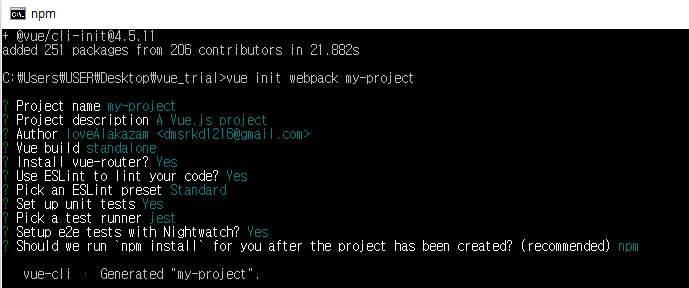 npm
+ @vue/cli-init@4.5.11
added 251 packages from 206 contributors in 21.882s
C:₩Users₩USER₩Desktop₩vue_trial>vue init webpack my-project
? Project name my-project
? Project description A Vue.js project
? Author loveAlakazam <dmsrkd1216@gmail.com>
? Vue build standalone
? Install vue-router? Yes
? Use ESLint to lint your code? Yes
? Pick an ESLint preset Standard
? Set up unit tests Yes
? Pick a test runner jest
? Setup e2e tests with Nightwatch? Yes
? Should we run `npm install` for you after the project has been created? (recommended) npm
vue-cli · Generated "my-project".